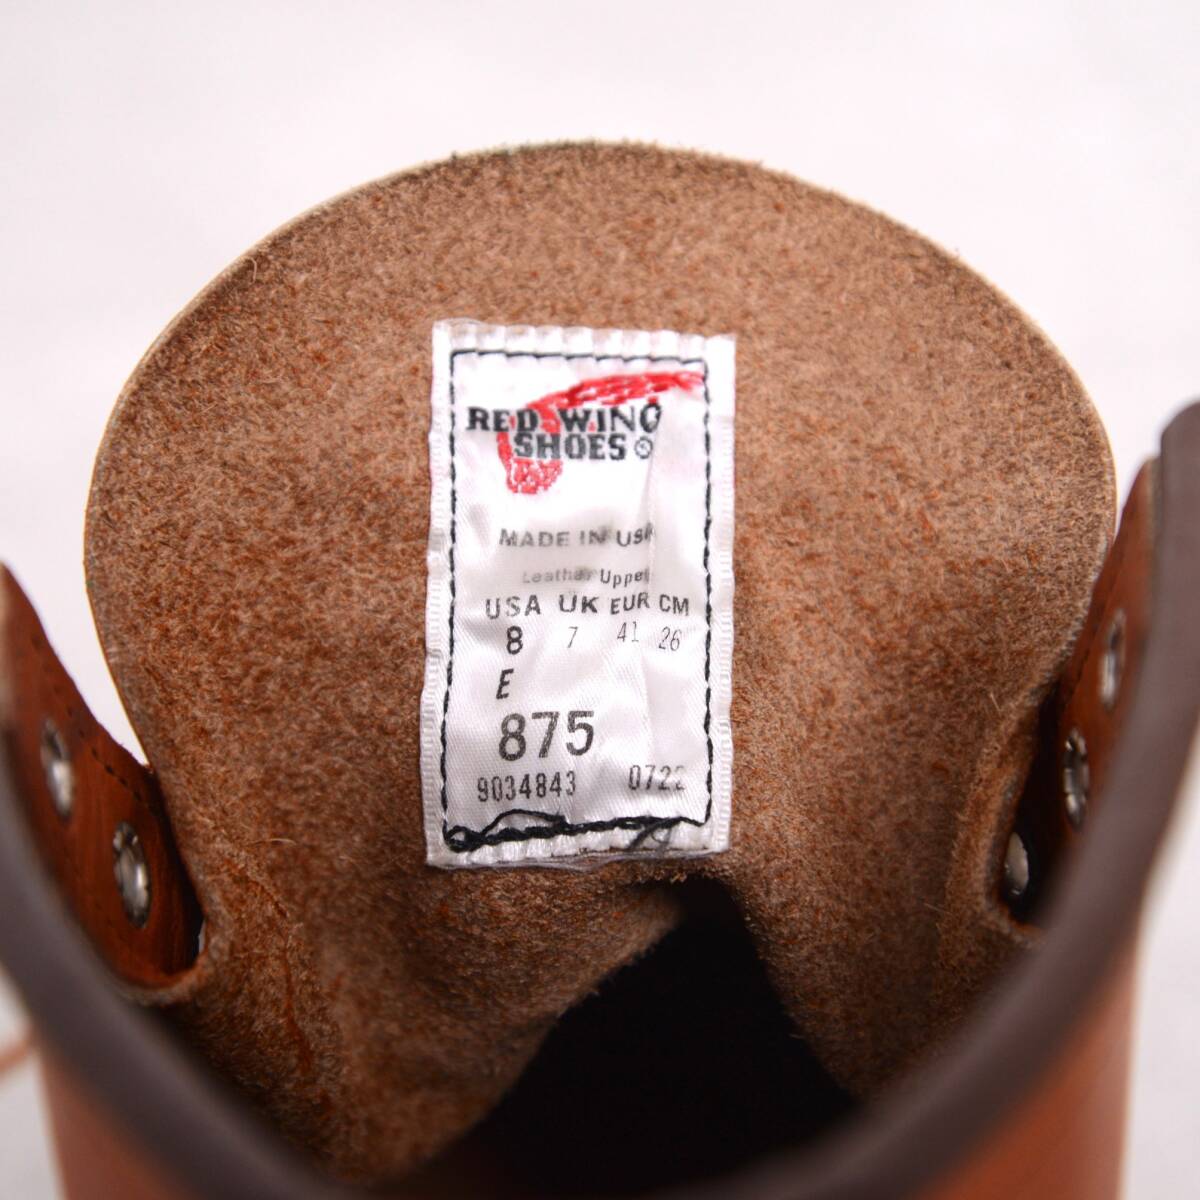 RED WING
SHOES ®
MADE IN USA
Leather Upper
USA UK EUR CM
8 7 41 26
E
875
9034843 0722